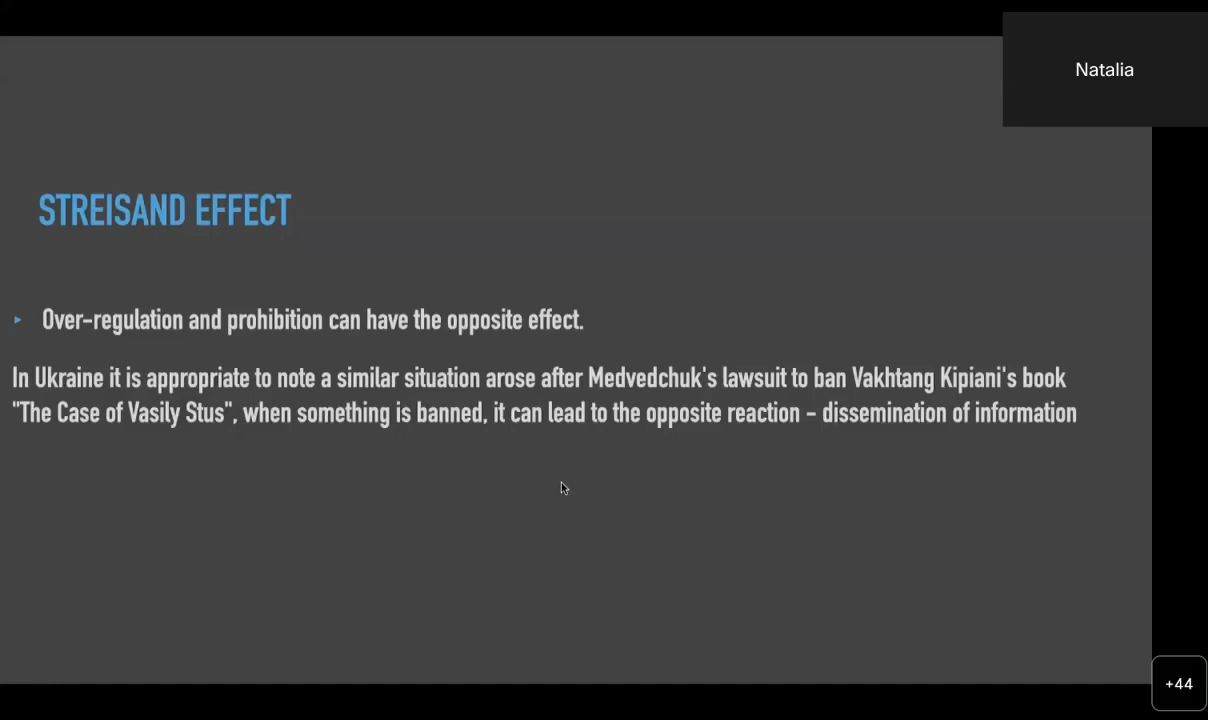 Natalia
STREISAND EFFECT
▸ Over-regulation and prohibition can have the opposite effect.
In Ukraine it is appropriate to note a similar situation arose after Medvedchuk's lawsuit to ban Vakhtang Kipiani's book
"The Case of Vasily Stus", when something is banned, it can lead to the opposite reaction - dissemination of information
+44